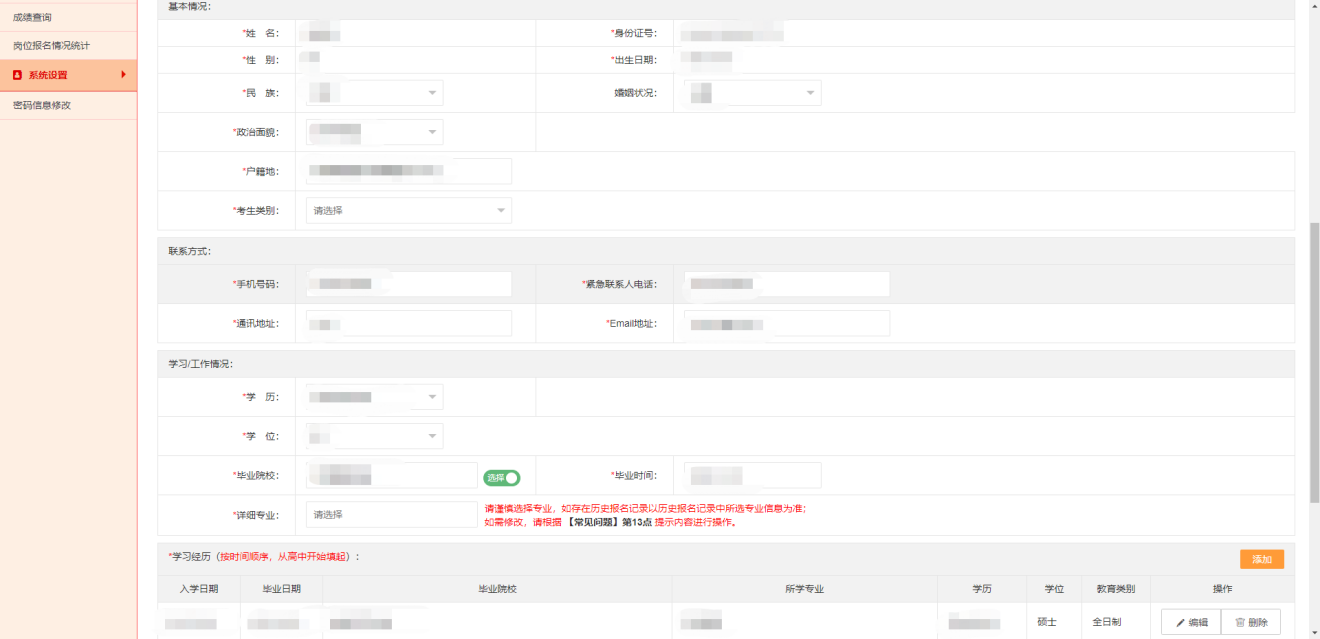 成绩查询
岗位报名情况统计
系统设置
密码信息修改
基本情况:
*姓 名:
*身份证号:
*性 别:
*出生日期:
*民 族:
婚姻状况:
*政治面貌:
*户籍地:
*考生类别:
请选择
联系方式:
*手机号码:
*紧急联系人电话:
*通讯地址:
*Email地址:
学习/工作情况:
*学 历:
*学 位:
*毕业院校:
选择
*毕业时间:
*详细专业:
请选择
请谨慎选择专业,如存在历史报名记录以历史报名记录中所选专业信息为准;
如需修改,请根据【常见问题】第13点 提示内容进行操作。
*学习经历(按时间顺序,从高中开始填起):
添加
入学日期 毕业日期 毕业院校 所学专业 学历 学位 教育类别 操作
硕士 全日制 编辑 删除